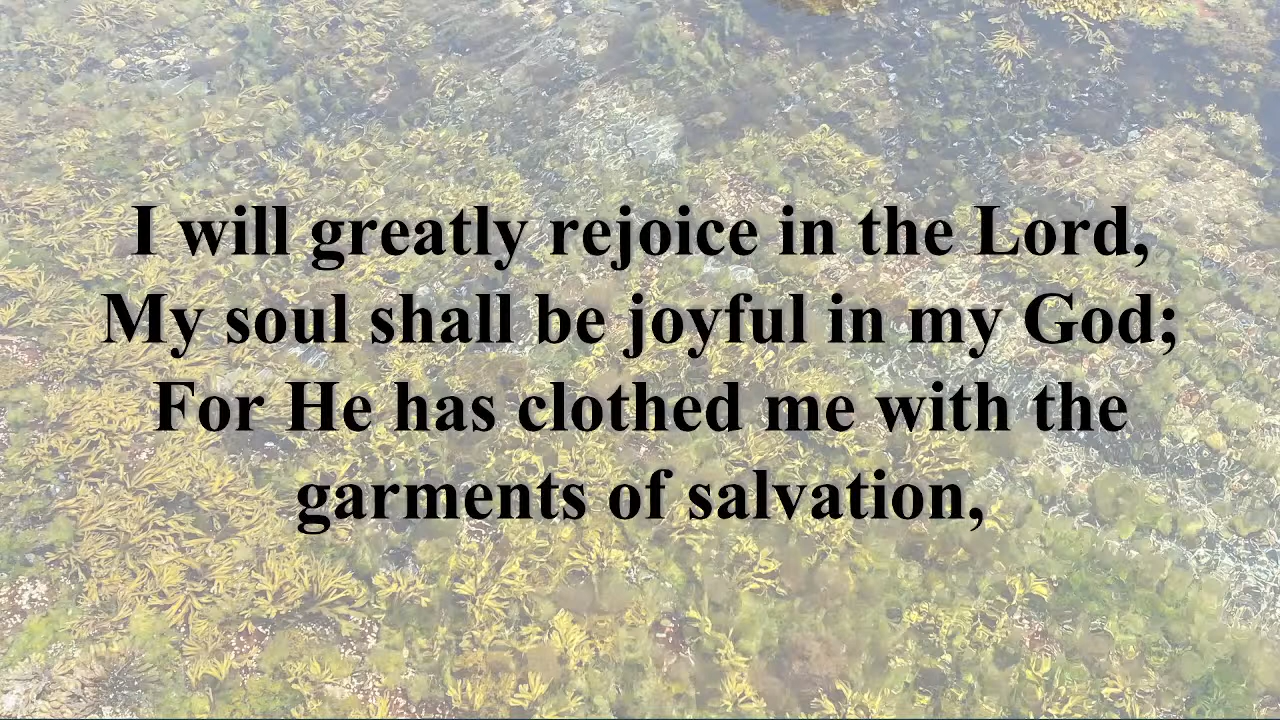 I will greatly rejoice in the Lord,
My soul shall be joyful in my God;
For He has clothed me with the
garments of salvation,